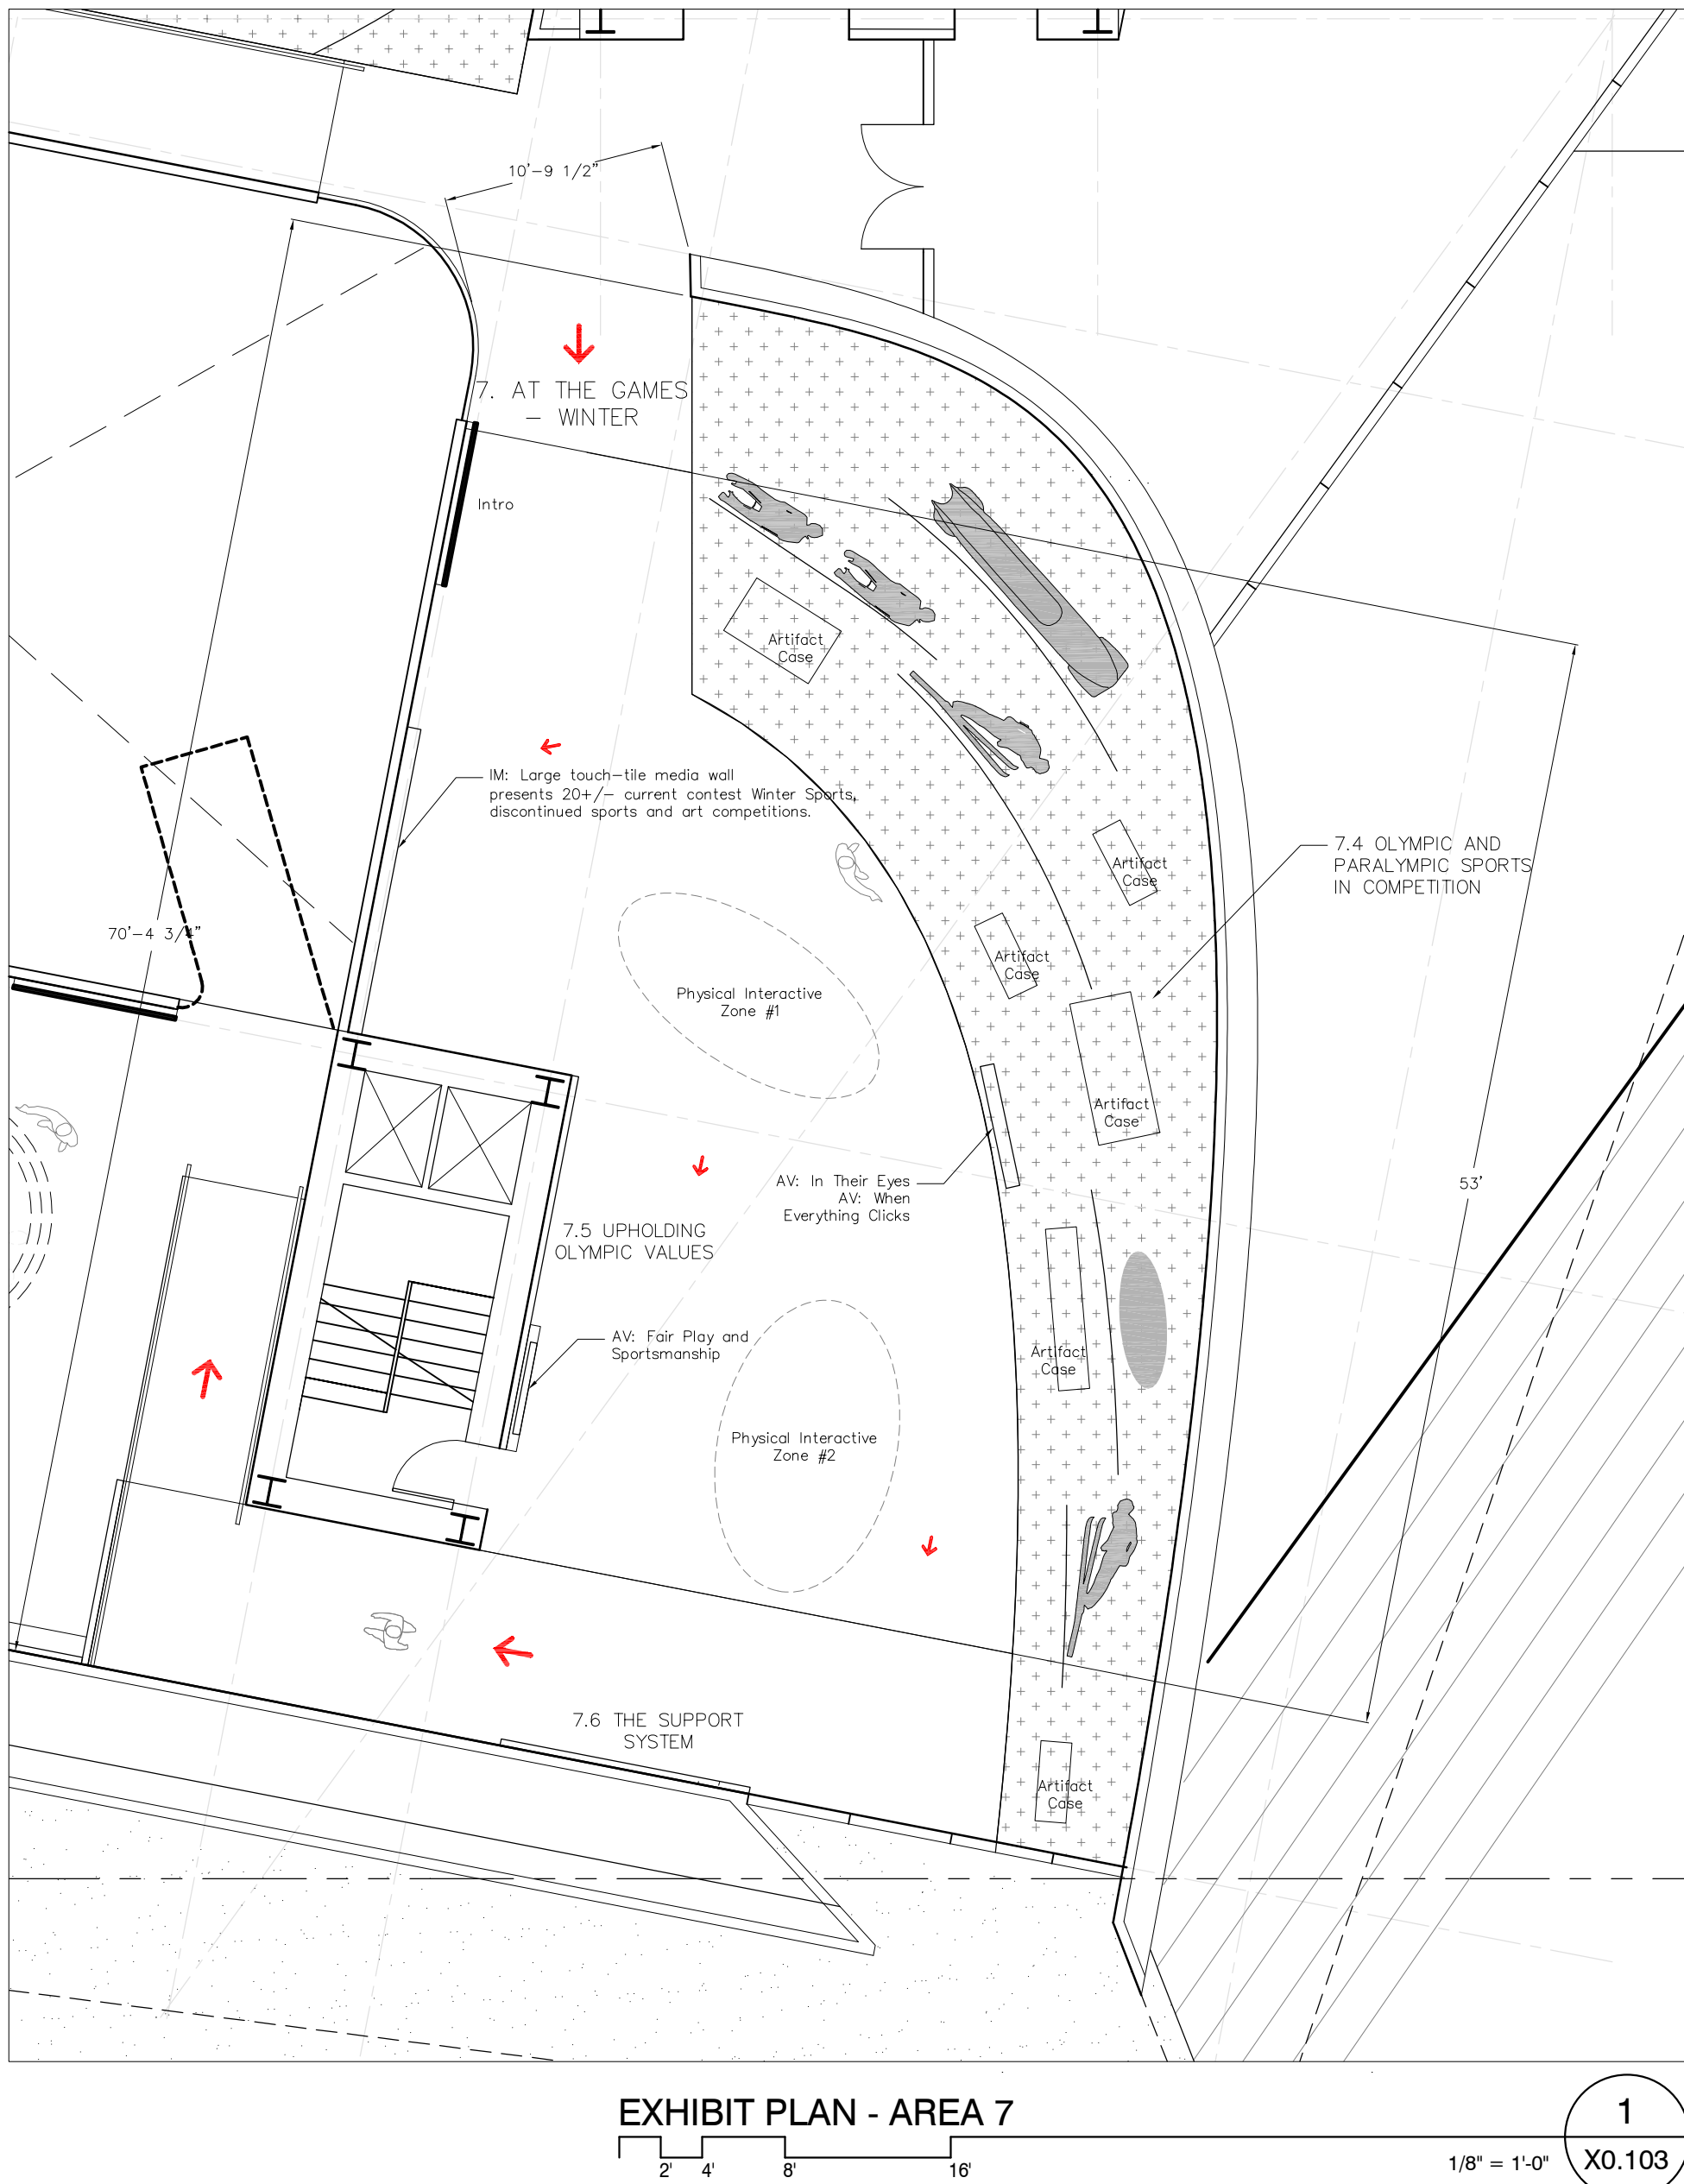 10'-9 1/2"
7. AT THE GAMES
- WINTER
Intro
Artifact
Case
IM: Large touch-tile media wall
presents 20+/- current contest Winter Sports,
discontinued sports and art competitions.
7.4 OLYMPIC AND
PARALYMPIC SPORTS
IN COMPETITION
Artifact
Case
70'-4 3/4"
Artifact
Case
Physical Interactive
Zone #1
Artifact
Case
AV: In Their Eyes
AV: When
Everything Clicks
53'
7.5 UPHOLDING
OLYMPIC VALUES
AV: Fair Play and
Sportsmanship
Artifact
Case
Physical Interactive
Zone #2
7.6 THE SUPPORT
SYSTEM
Artifact
Case
EXHIBIT PLAN - AREA 7
2' 4' 8' 16'
1/8" = 1'-0"
1
X0.103